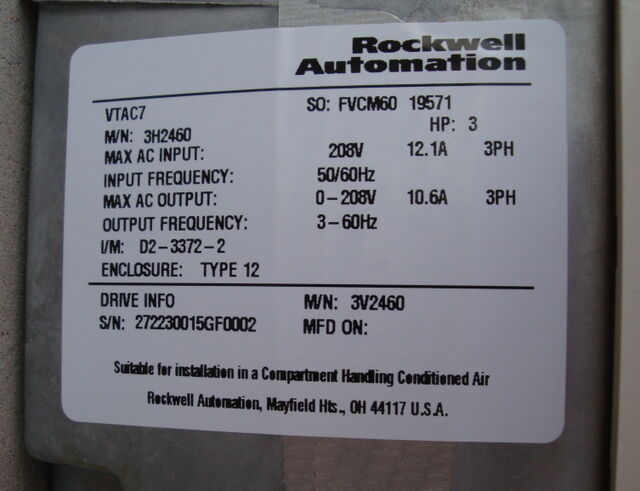 Rockwell
Automation
VTAC7 SO: FVCM60 19571
HP: 3
M/N: 3H2460
MAX AC INPUT: 208V 12.1A 3PH
INPUT FREQUENCY: 50/60Hz
MAX AC OUTPUT: 0-208V 10.6A 3PH
OUTPUT FREQUENCY: 3-60Hz
I/M: D2-3372-2
ENCLOSURE: TYPE 12
DRIVE INFO M/N: 3V2460
S/N: 272230015GF0002 MFD ON:
Suitable for installation in a Compartment Handling Conditioned Air
Rockwell Automation, Mayfield Hts., OH 44117 U.S.A.